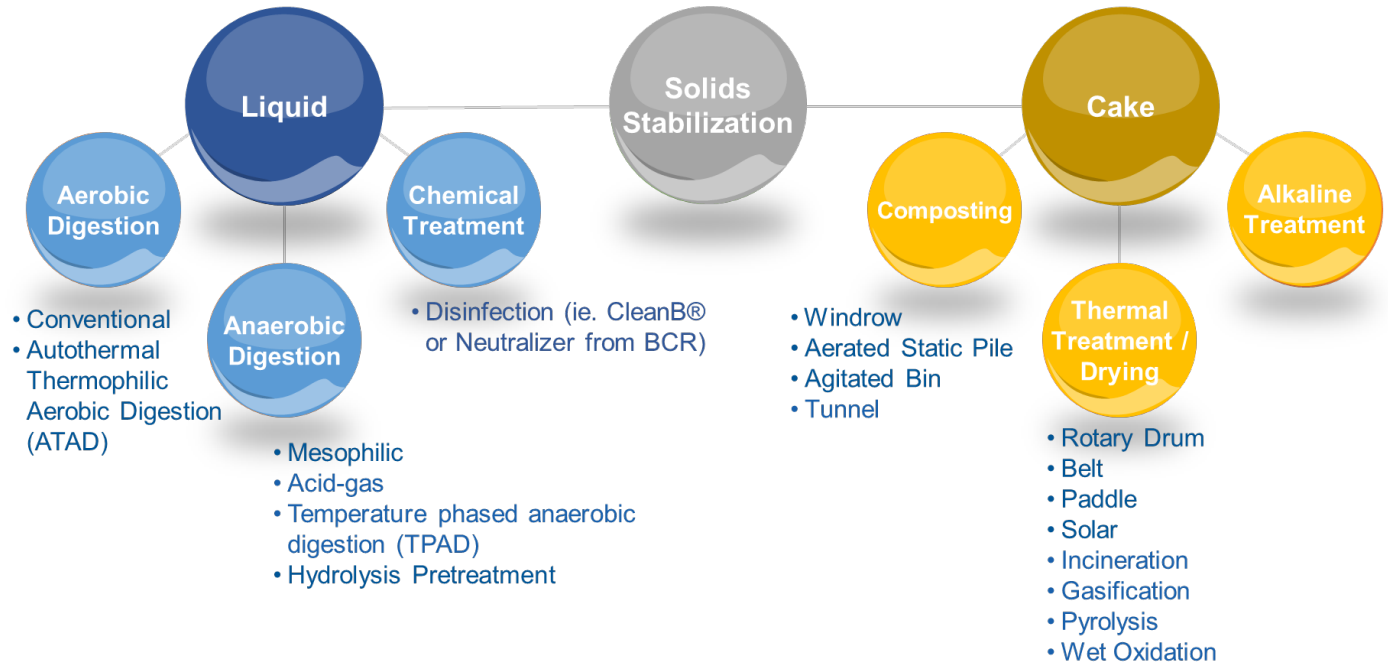 Liquid
Solids
Stabilization
Cake
Aerobic
Digestion
Chemical
Treatment
Composting
Alkaline
Treatment
Anaerobic
Digestion
Thermal
Treatment /
Drying
• Conventional
• Autothermal
Thermophilic
Aerobic Digestion
(ATAD)
• Disinfection (ie. CleanB®
or Neutralizer from BCR)
• Mesophilic
• Acid-gas
• Temperature phased anaerobic
digestion (TPAD)
• Hydrolysis Pretreatment
• Windrow
• Aerated Static Pile
• Agitated Bin
• Tunnel
• Rotary Drum
• Belt
• Paddle
• Solar
• Incineration
• Gasification
• Pyrolysis
• Wet Oxidation